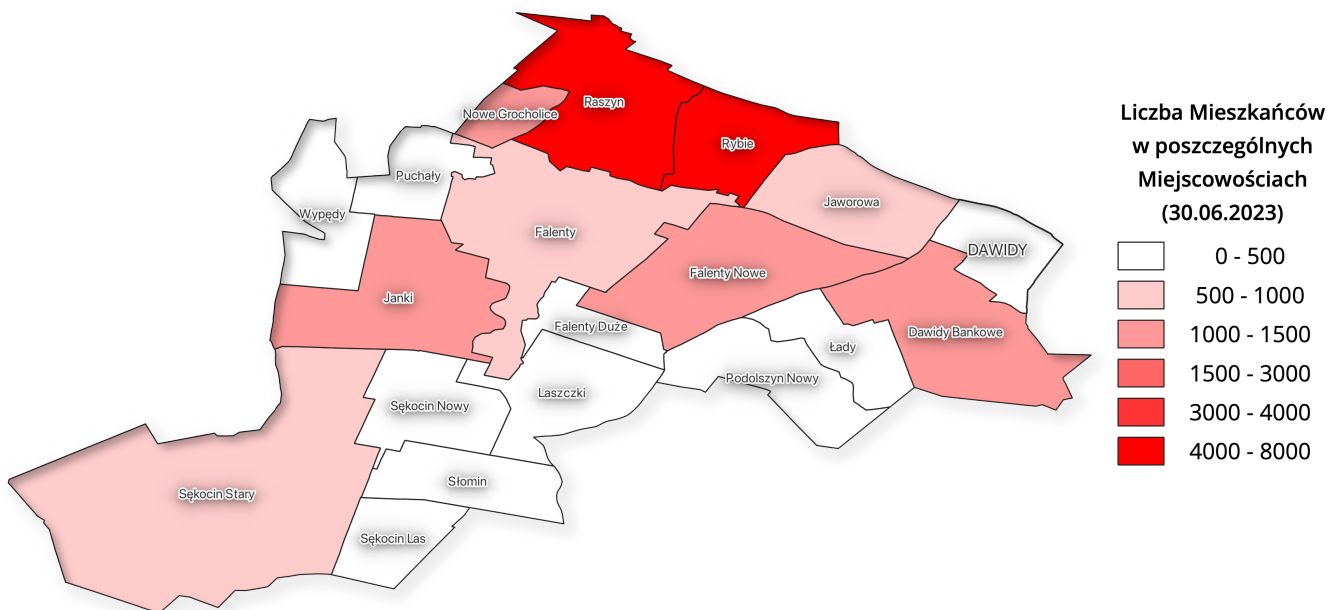 Raszyn
Nowe Grocholice
Rybie
Puchały
Jaworowa
Wypędy
Falenty
DAWIDY
Falenty Nowe
Janki
Falenty Duże
Dawidy Bankowe
Łady
Podolszyn Nowy
Laszczki
Sękocin Nowy
Słomin
Sękocin Stary
Sękocin Las
Liczba Mieszkańców
w poszczególnych
Miejscowościach
(30.06.2023)
0 - 500
500 - 1000
1000 - 1500
1500 - 3000
3000 - 4000
4000 - 8000